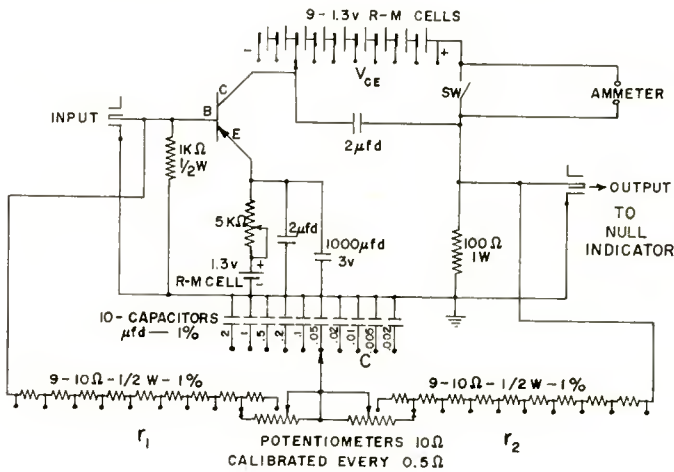 9-1.3v R-M CELLS
- +
V_CE
SW
AMMETER
C
B
E
INPUT
1KΩ
1/2W
2µfd
→OUTPUT
TO
NULL
INDICATOR
5KΩ
2µfd
1000µfd
3v
100Ω
1W
1.3v +
R-M CELL -
10-CAPACITORS
µfd — 1%
2 1 .5 .2 .1 .05 .02 .01 .005 .002
C
9-10Ω-1/2 W-1%
9-10Ω-1/2 W-1%
r1
r2
POTENTIOMETERS 10Ω
CALIBRATED EVERY 0.5Ω